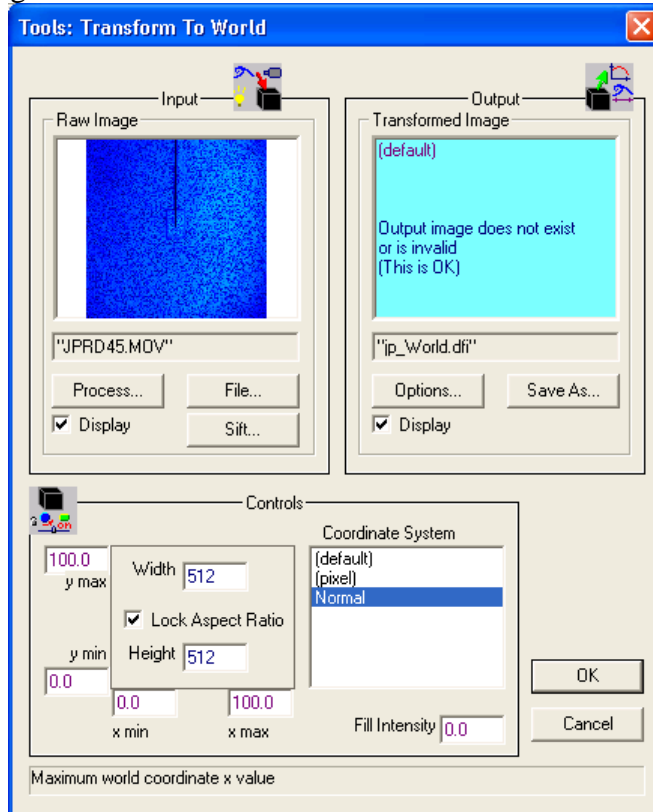 Tools: Transform To World
Input
Raw Image
"JPRD45.MOV"
Process...
File...
Display
Sift...
Output
Transformed Image
(default)
Output image does not exist
or is invalid
(This is OK)
"jp_World.dfi"
Options...
Save As...
Display
Controls
100.0
y max
Width 512
Lock Aspect Ratio
y min
Height 512
0.0
0.0
100.0
x min
x max
Coordinate System
(default)
(pixel)
Normal
Fill Intensity 0.0
OK
Cancel
Maximum world coordinate x value